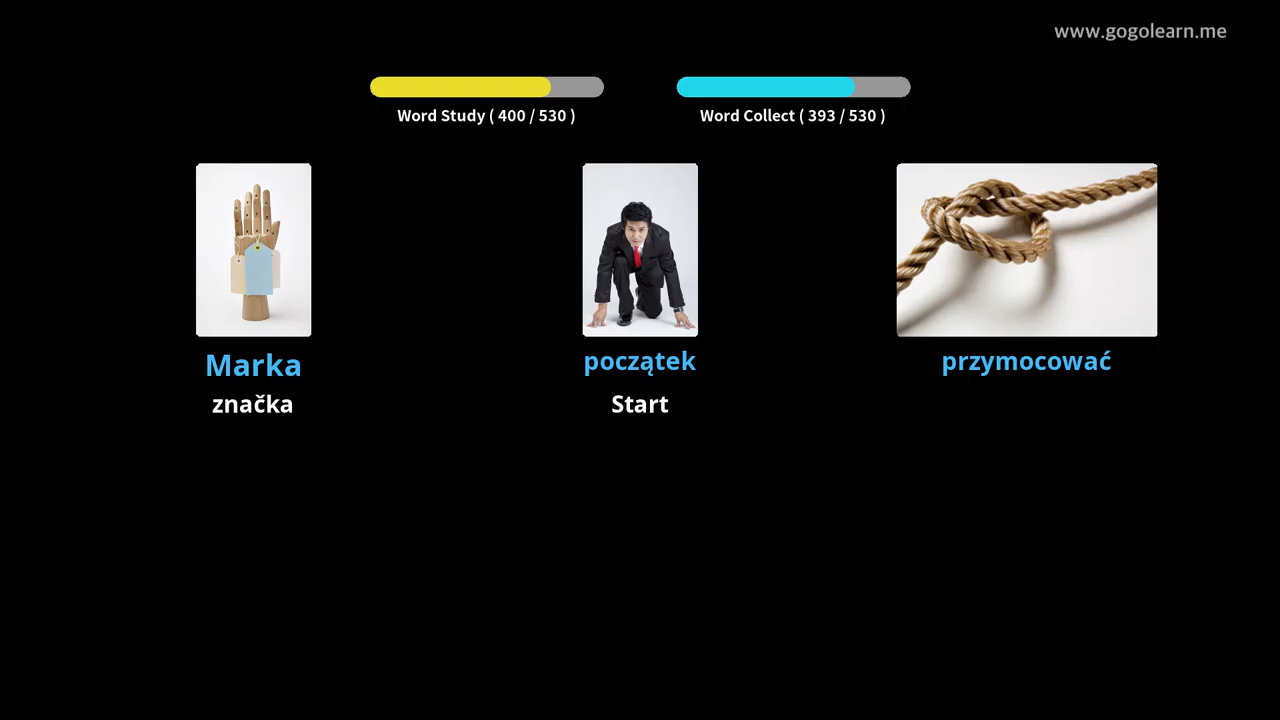 www.gogolearn.me
Word Study ( 400 / 530 )
Word Collect ( 393 / 530 )
Marka
początek
przymocować
značka
Start